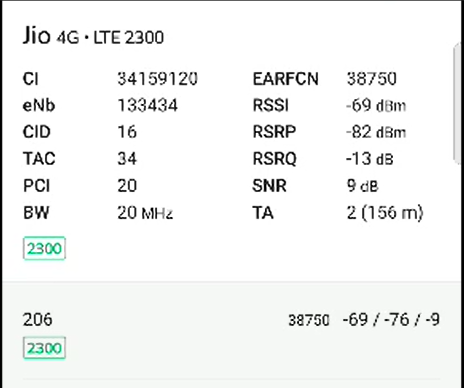 Jio 4G • LTE 2300
CI 34159120 EARFCN 38750
eNb 133434 RSSI -69 dBm
CID 16 RSRP -82 dBm
TAC 34 RSRQ -13 dB
PCI 20 SNR 9 dB
BW 20 MHz TA 2 (156 m)
2300
206 38750 -69 / -76 / -9
2300